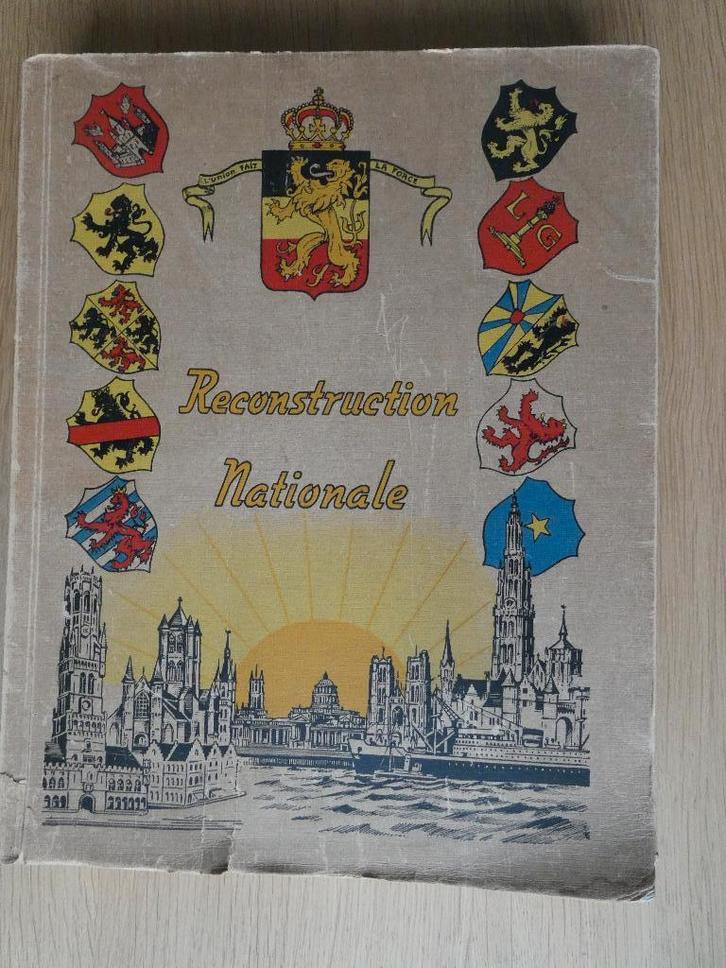 L'UNION FAIT LA FORCE
L G
Reconstruction
Nationale